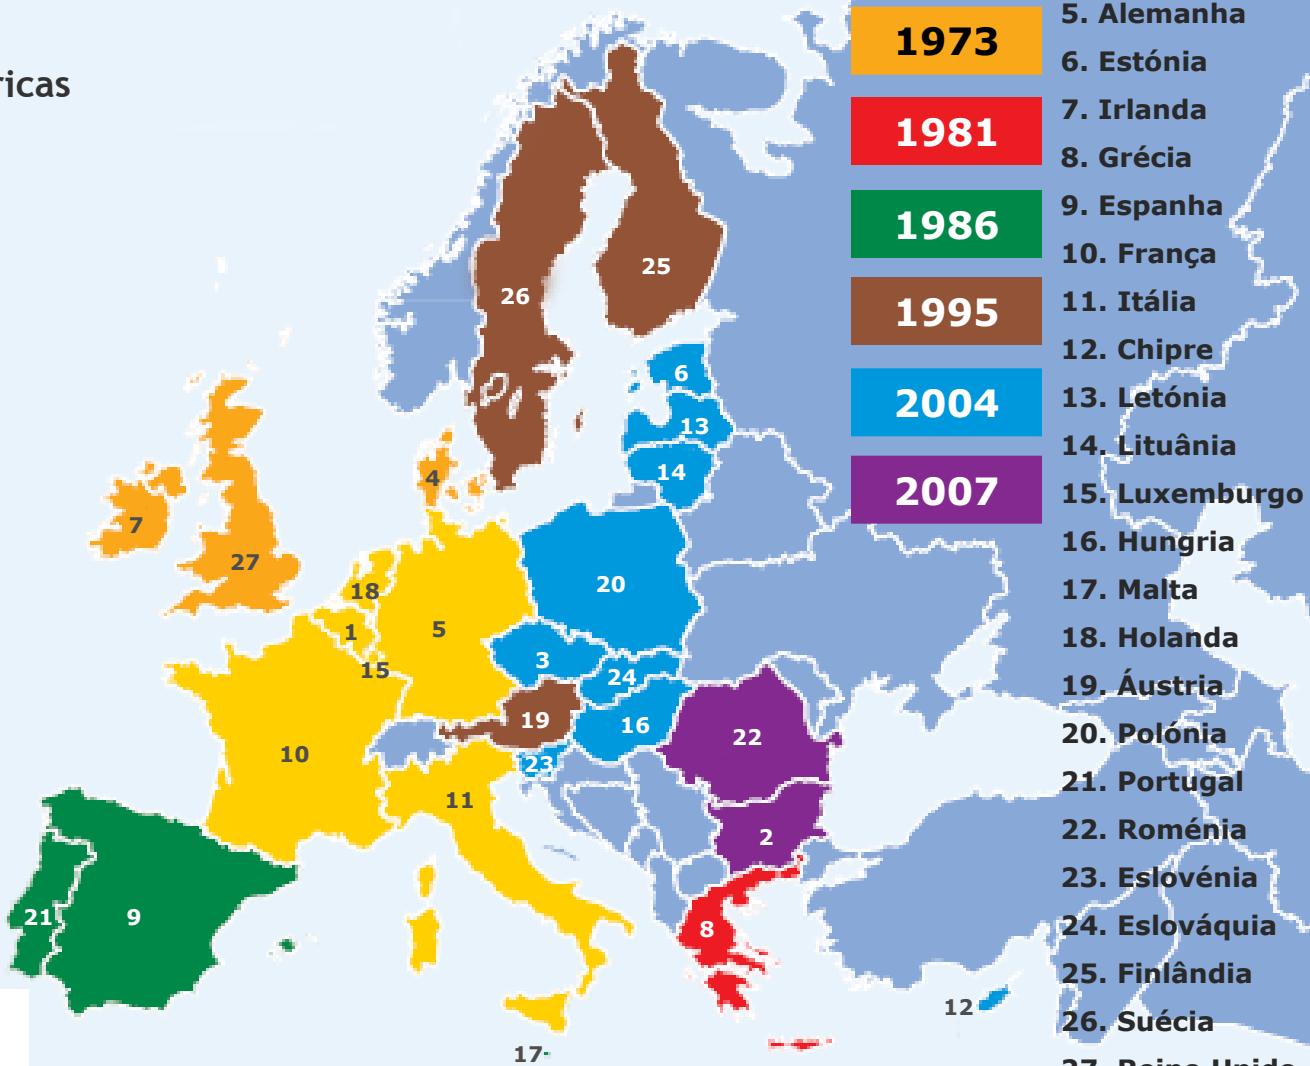 ricas
1973
1981
1986
1995
2004
2007
5. Alemanha
6. Estónia
7. Irlanda
8. Grécia
9. Espanha
10. França
11. Itália
12. Chipre
13. Letónia
14. Lituânia
15. Luxemburgo
16. Hungria
17. Malta
18. Holanda
19. Áustria
20. Polónia
21. Portugal
22. Roménia
23. Eslovénia
24. Eslováquia
25. Finlândia
26. Suécia
27. Reino Unido
25
26
6
13
14
4
7
27
18
20
1
5
15
3
24
19
16
22
10
23
11
2
21
9
8
12
17